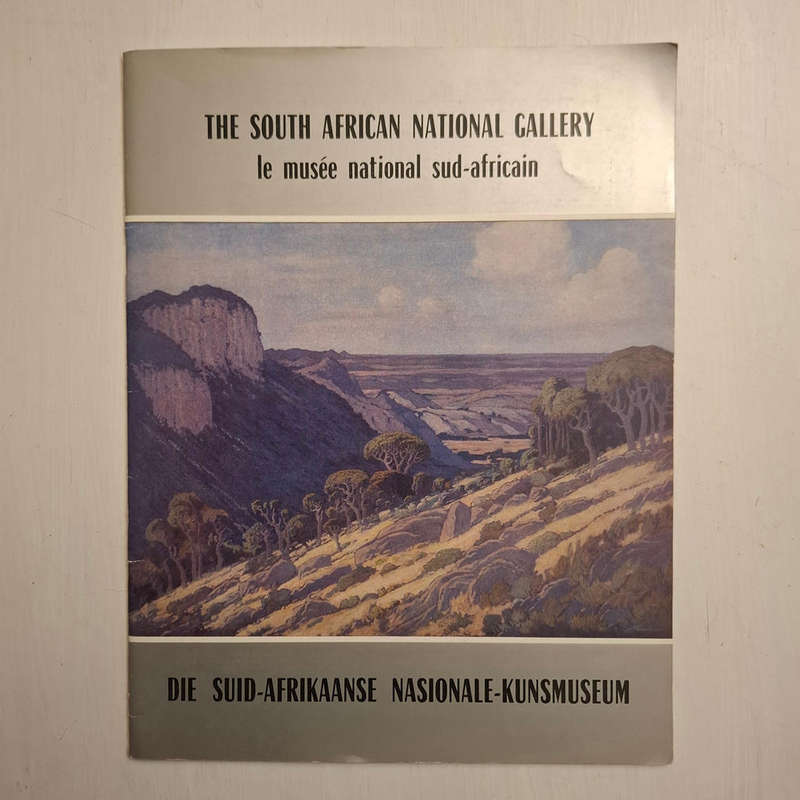 THE SOUTH AFRICAN NATIONAL GALLERY
le musée national sud-africain
DIE SUID-AFRIKAANSE NASIONALE-KUNSMUSEUM